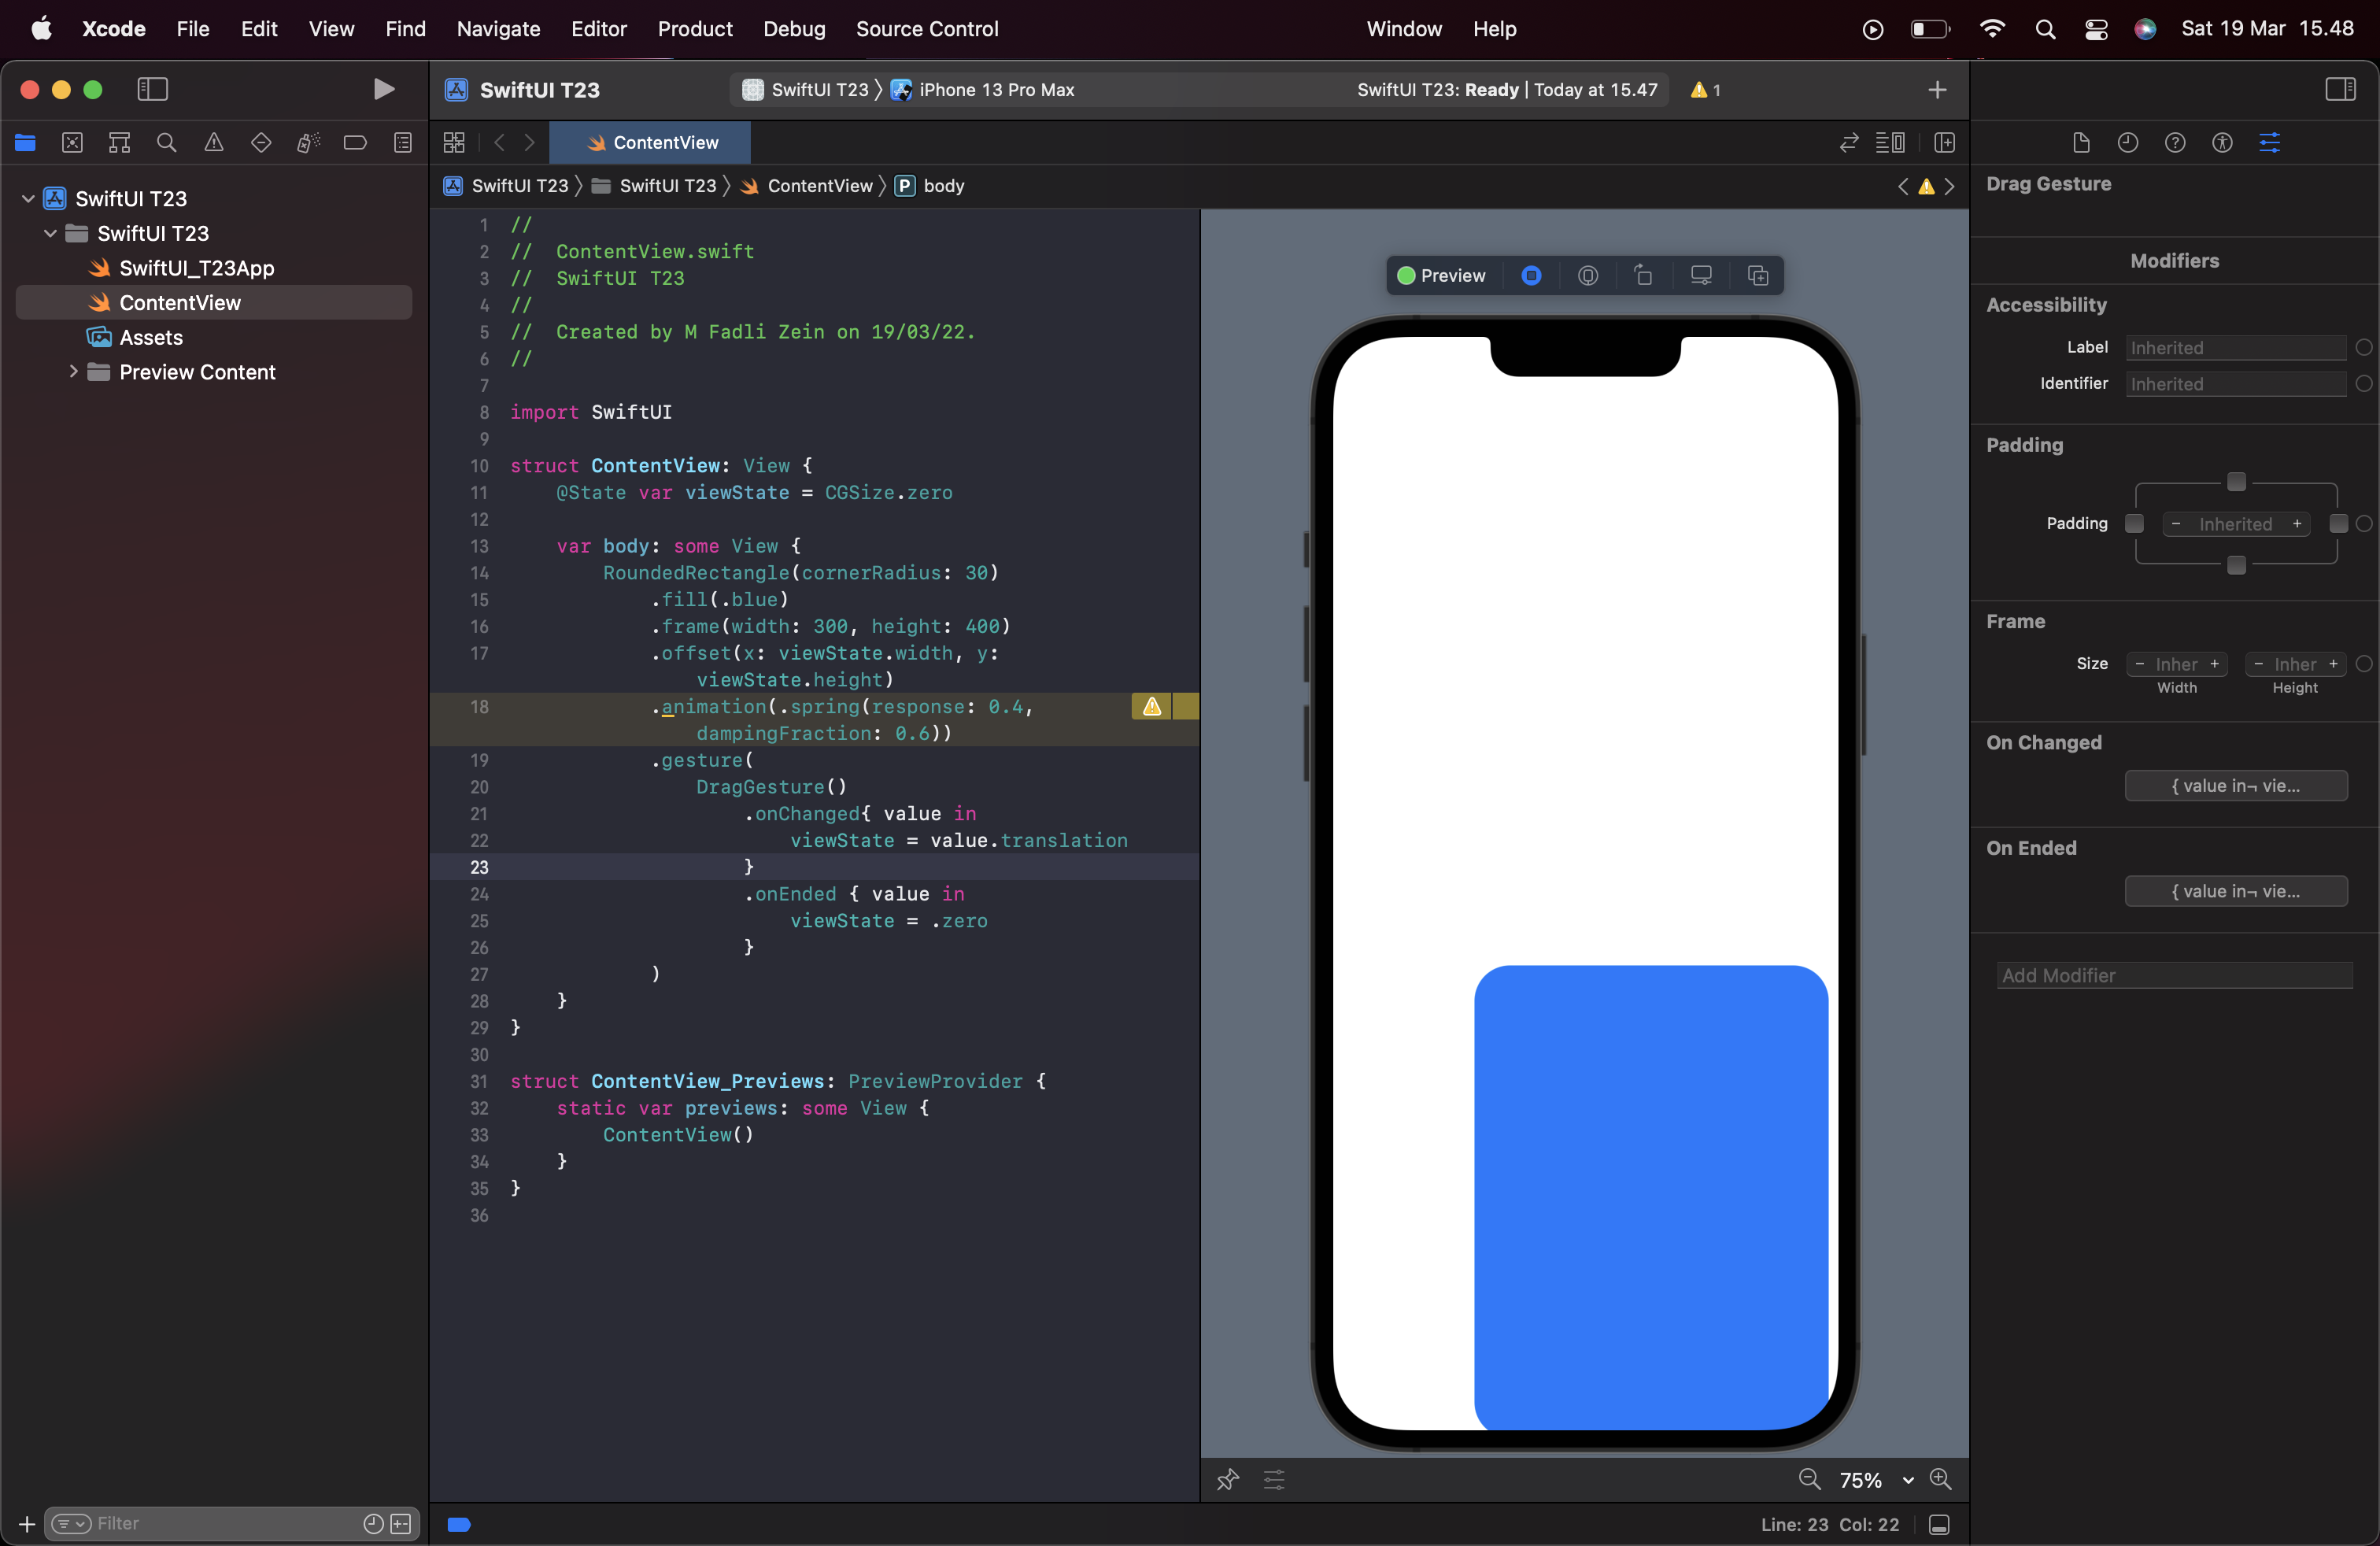 Xcode File Edit View Find Navigate Editor Product Debug Source Control Window Help Sat 19 Mar 15.48
SwiftUI T23 SwiftUI T23 iPhone 13 Pro Max SwiftUI T23: Ready | Today at 15.47 1
ContentView
SwiftUI T23 SwiftUI T23 ContentView P body
SwiftUI T23
SwiftUI T23
SwiftUI_T23App
ContentView
Assets
Preview Content
Filter
1 //
2 //  ContentView.swift
3 //  SwiftUI T23
4 //
5 //  Created by M Fadli Zein on 19/03/22.
6 //
7
8 import SwiftUI
9
10 struct ContentView: View {
11     @State var viewState = CGSize.zero
12
13     var body: some View {
14         RoundedRectangle(cornerRadius: 30)
15             .fill(.blue)
16             .frame(width: 300, height: 400)
17             .offset(x: viewState.width, y:
                viewState.height)
18             .animation(.spring(response: 0.4,
                dampingFraction: 0.6))
19             .gesture(
20                 DragGesture()
21                     .onChanged{ value in
22                         viewState = value.translation
23                     }
24                     .onEnded { value in
25                         viewState = .zero
26                     }
27             )
28     }
29 }
30
31 struct ContentView_Previews: PreviewProvider {
32     static var previews: some View {
33         ContentView()
34     }
35 }
36
Preview
75%
Line: 23 Col: 22
Drag Gesture
Modifiers
Accessibility
Label Inherited
Identifier Inherited
Padding
Padding - Inherited +
Frame
Size - Inher + - Inher +
Width Height
On Changed
{ value in¬ vie...
On Ended
{ value in¬ vie...
Add Modifier